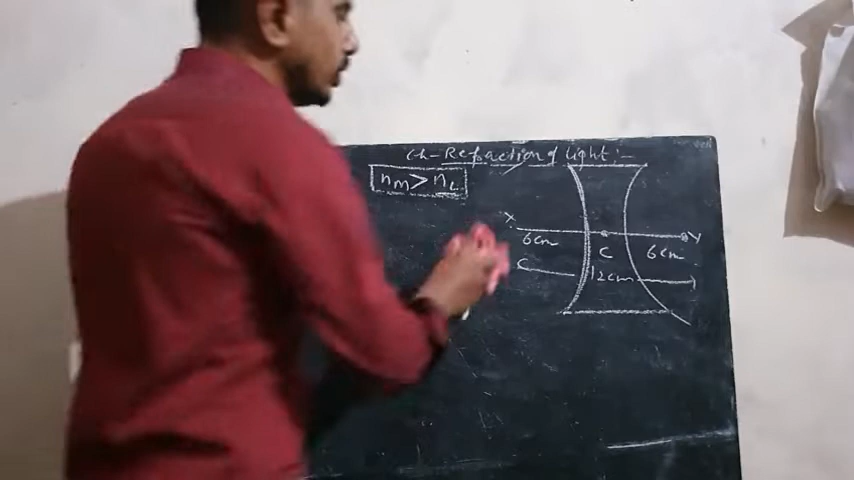 Ch- Refraction of light:-
nm > nL
X
Y
6cm
C
6cm
12cm